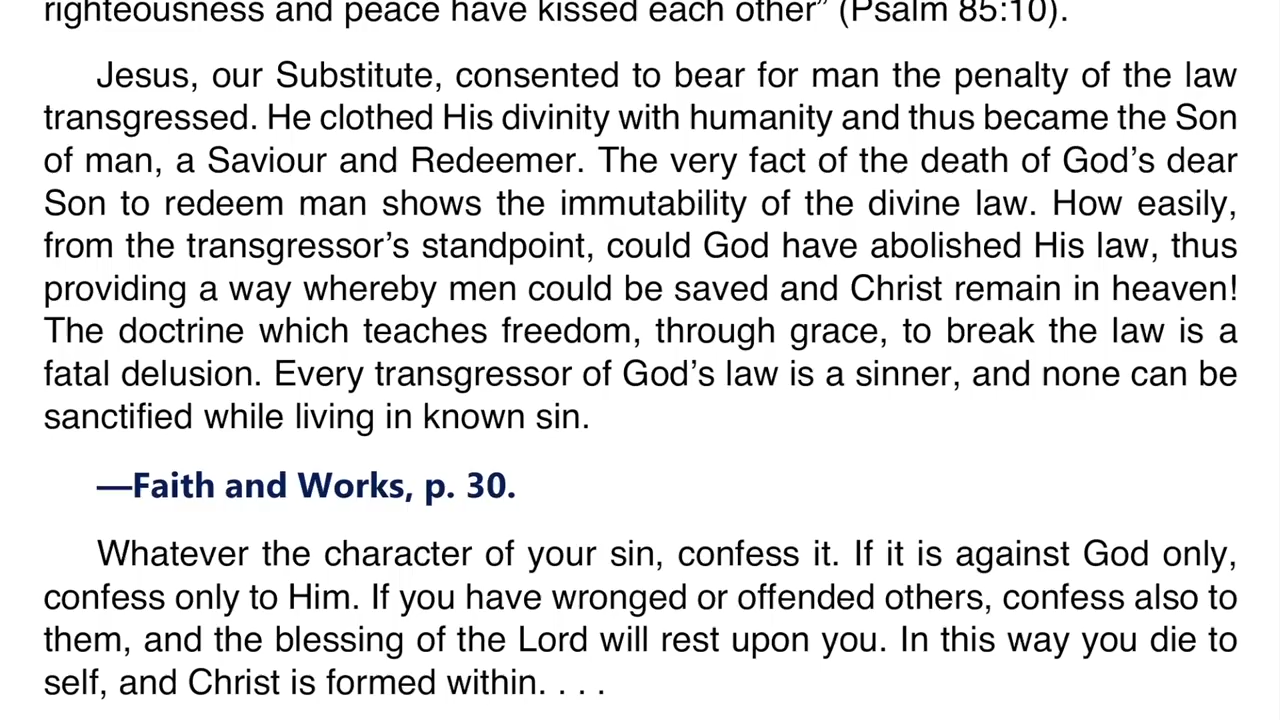 righteousness and peace have kissed each other” (Psalm 85:10).
Jesus, our Substitute, consented to bear for man the penalty of the law
transgressed. He clothed His divinity with humanity and thus became the Son
of man, a Saviour and Redeemer. The very fact of the death of God’s dear
Son to redeem man shows the immutability of the divine law. How easily,
from the transgressor’s standpoint, could God have abolished His law, thus
providing a way whereby men could be saved and Christ remain in heaven!
The doctrine which teaches freedom, through grace, to break the law is a
fatal delusion. Every transgressor of God’s law is a sinner, and none can be
sanctified while living in known sin.
—Faith and Works, p. 30.
Whatever the character of your sin, confess it. If it is against God only,
confess only to Him. If you have wronged or offended others, confess also to
them, and the blessing of the Lord will rest upon you. In this way you die to
self, and Christ is formed within. . . .